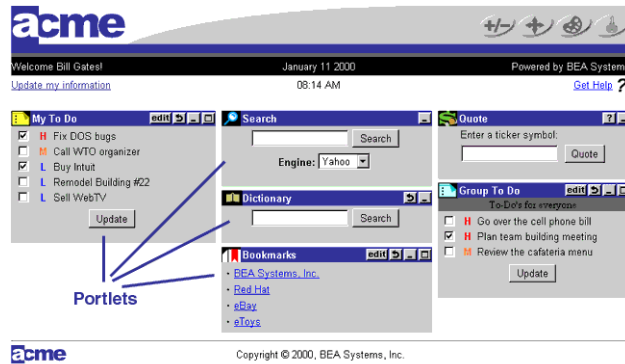 acme
+/-
Welcome Bill Gates!
January 11 2000
Powered by BEA System
Update my information
08:14 AM
Get Help ?
My To Do
edit
H Fix DOS bugs
M Call WTO organizer
L Buy Intuit
L Remodel Building #22
L Sell WebTV
Update
Portlets
Search
Search
Engine: Yahoo
Dictionary
Search
Bookmarks
edit
BEA Systems, Inc.
Red Hat
eBay
eToys
Quote
?
Enter a ticker symbol:
Quote
Group To Do
edit
To-Do's for everyone
H Go over the cell phone bill
H Plan team building meeting
M Review the cafateria menu
Update
acme
Copyright © 2000, BEA Systems, Inc.